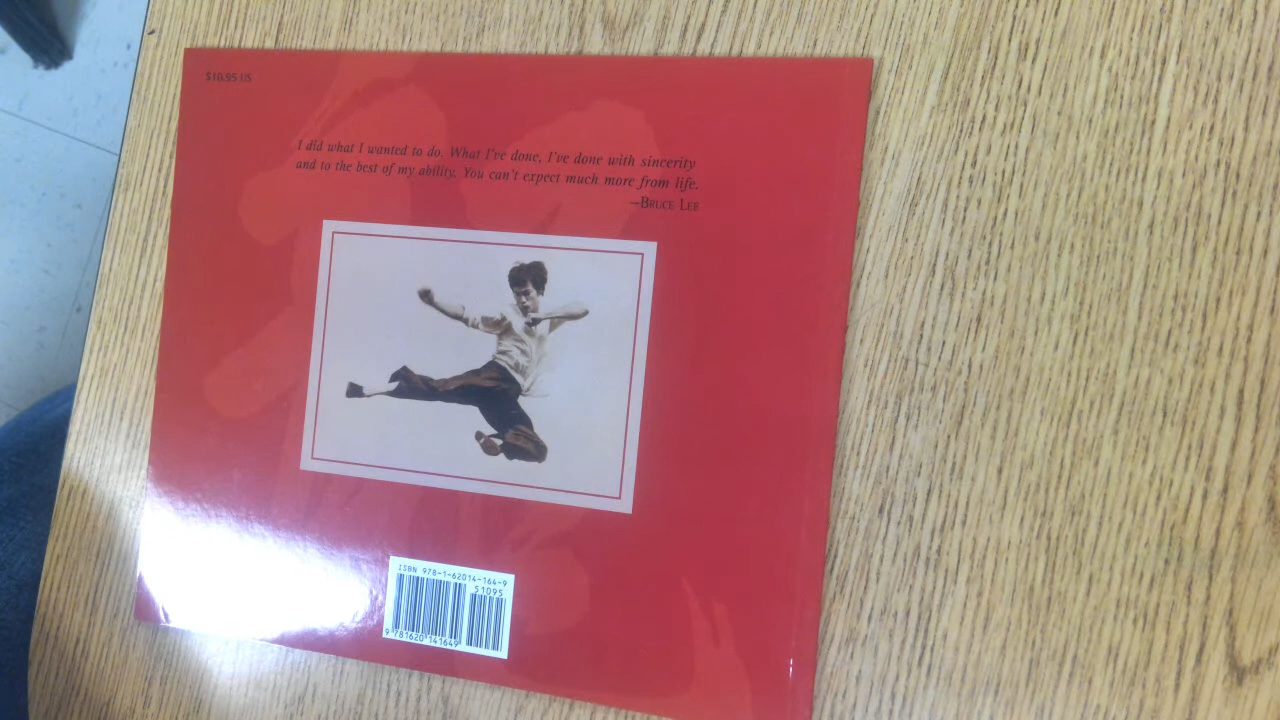 $10.95 US
I did what I wanted to do. What I've done, I've done with sincerity
and to the best of my ability. You can't expect much more from life.
—BRUCE LEE
ISBN 978-1-62014-164-9
51095
9 781620 141649